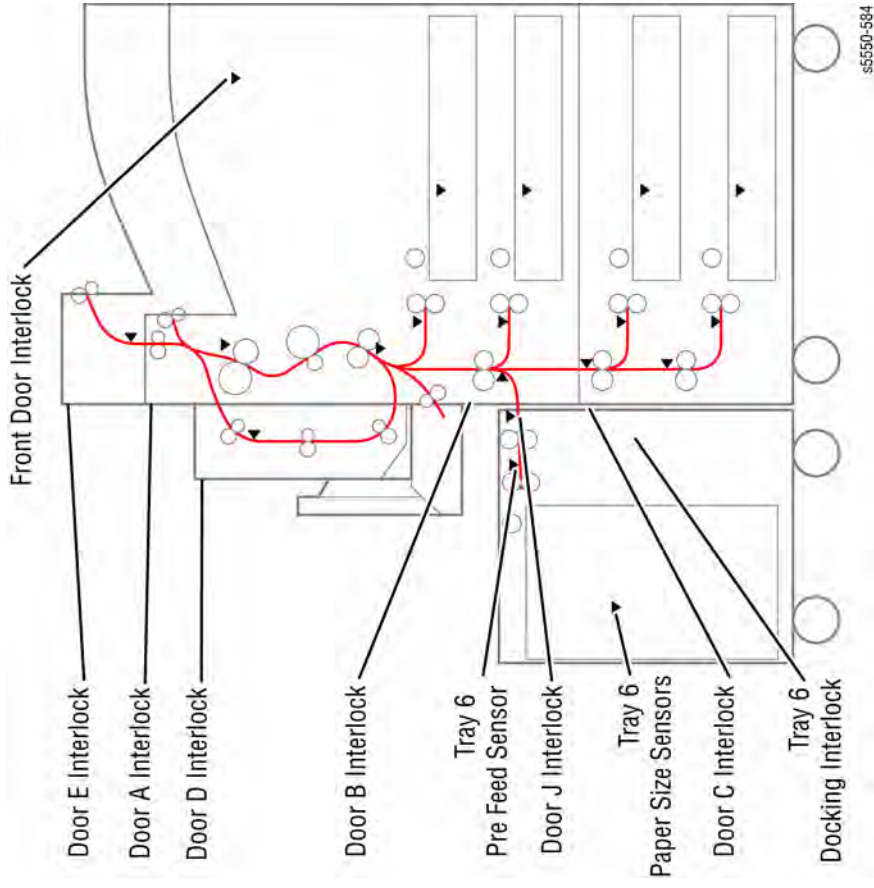 Front Door Interlock
Door E Interlock
Door A Interlock
Door D Interlock
Door B Interlock
Tray 6
Pre Feed Sensor
Door J Interlock
Tray 6
Paper Size Sensors
Door C Interlock
Tray 6
Docking Interlock
s5550-584